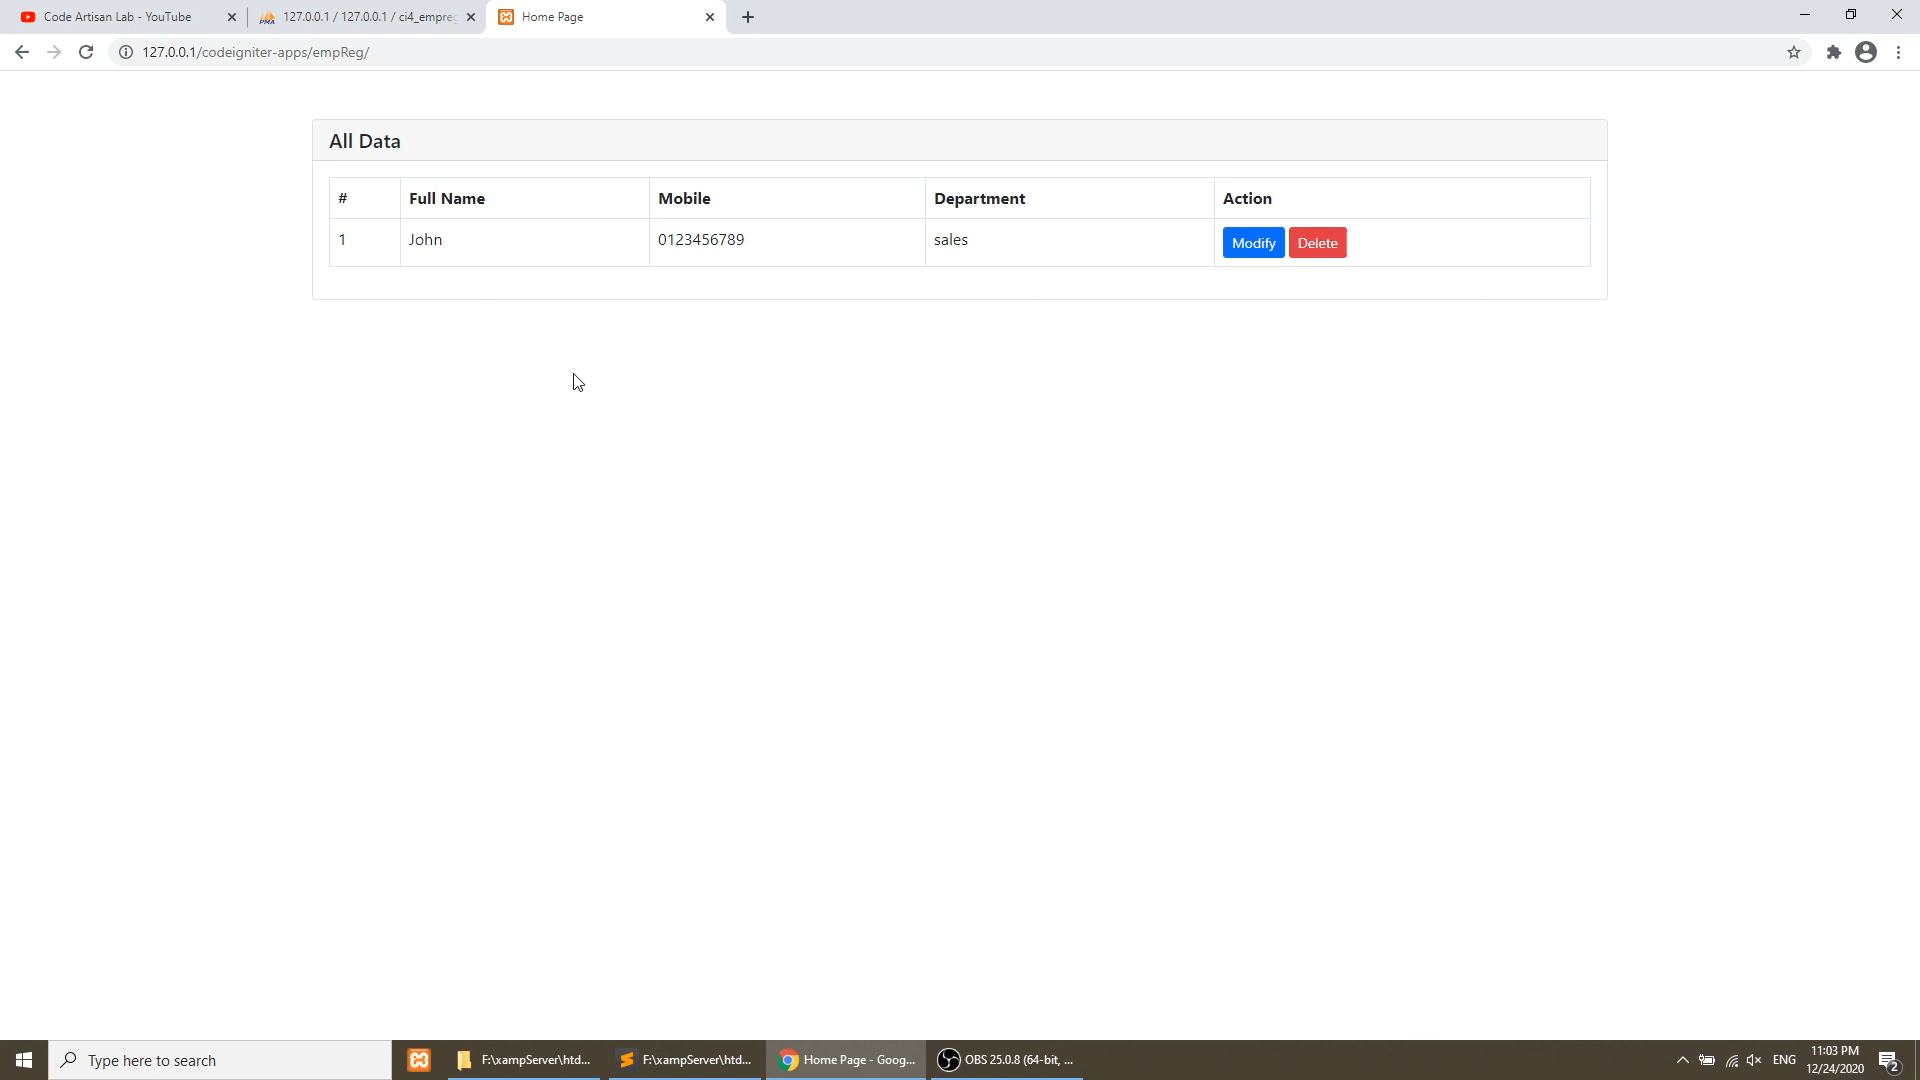 Code Artisan Lab - YouTube
127.0.0.1 / 127.0.0.1 / ci4_empreg
Home Page
127.0.0.1/codeigniter-apps/empReg/
All Data
# Full Name Mobile Department Action
1 John 0123456789 sales Modify Delete
Type here to search
F:\xampServer\htd...
F:\xampServer\htd...
Home Page - Goog...
OBS 25.0.8 (64-bit, ...
ENG
11:03 PM
12/24/2020
2